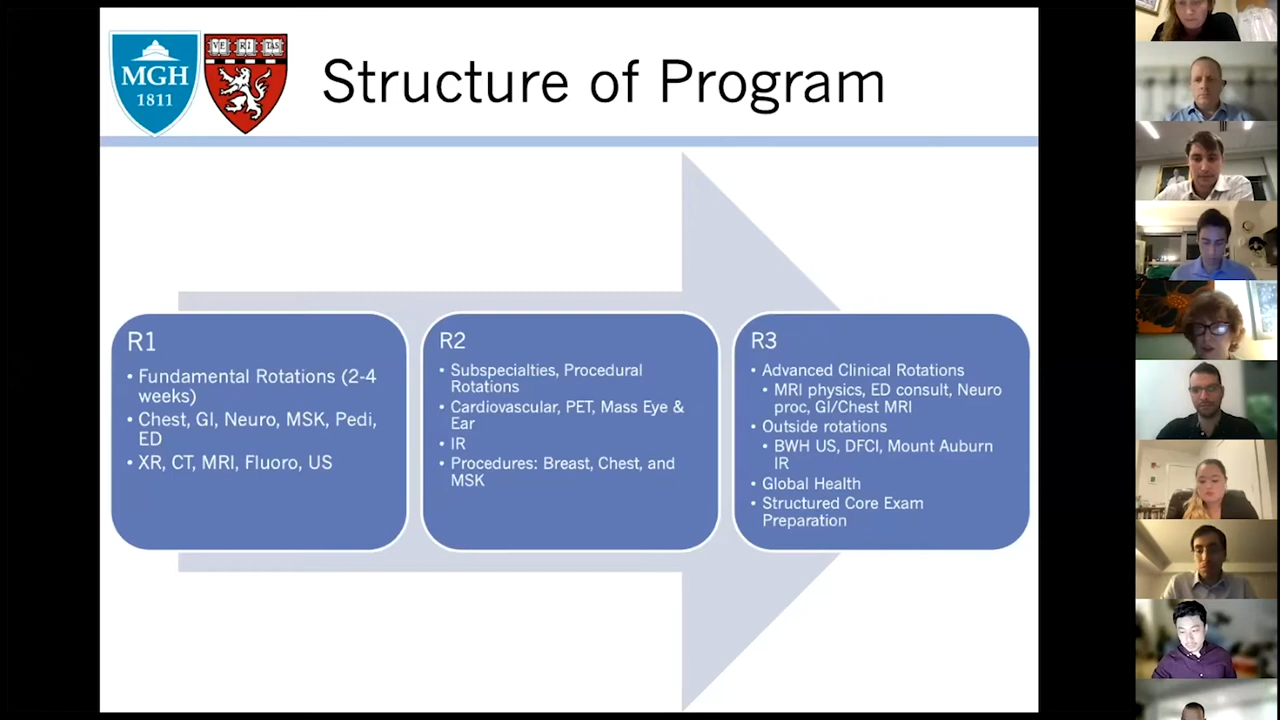 MGH
1811
VE RI TAS
Structure of Program
R1
• Fundamental Rotations (2-4
weeks)
• Chest, GI, Neuro, MSK, Pedi,
ED
• XR, CT, MRI, Fluoro, US
R2
• Subspecialties, Procedural
Rotations
• Cardiovascular, PET, Mass Eye &
Ear
• IR
• Procedures: Breast, Chest, and
MSK
R3
• Advanced Clinical Rotations
• MRI physics, ED consult, Neuro
proc, GI/Chest MRI
• Outside rotations
• BWH US, DFCI, Mount Auburn
IR
• Global Health
• Structured Core Exam
Preparation